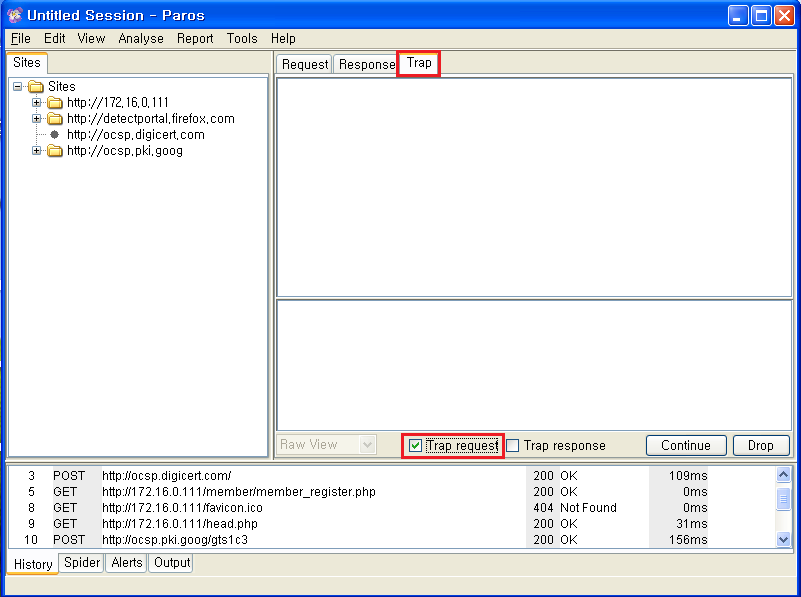 Untitled Session - Paros
File Edit View Analyse Report Tools Help
Sites
Sites
http://172.16.0.111
http://detectportal.firefox.com
http://ocsp.digicert.com
http://ocsp.pki.goog
Request Response Trap
Raw View Trap request Trap response Continue Drop
3 POST http://ocsp.digicert.com/ 200 OK 109ms
5 GET http://172.16.0.111/member/member_register.php 200 OK 0ms
8 GET http://172.16.0.111/favicon.ico 404 Not Found 0ms
9 GET http://172.16.0.111/head.php 200 OK 31ms
10 POST http://ocsp.pki.goog/gts1c3 200 OK 156ms
History Spider Alerts Output